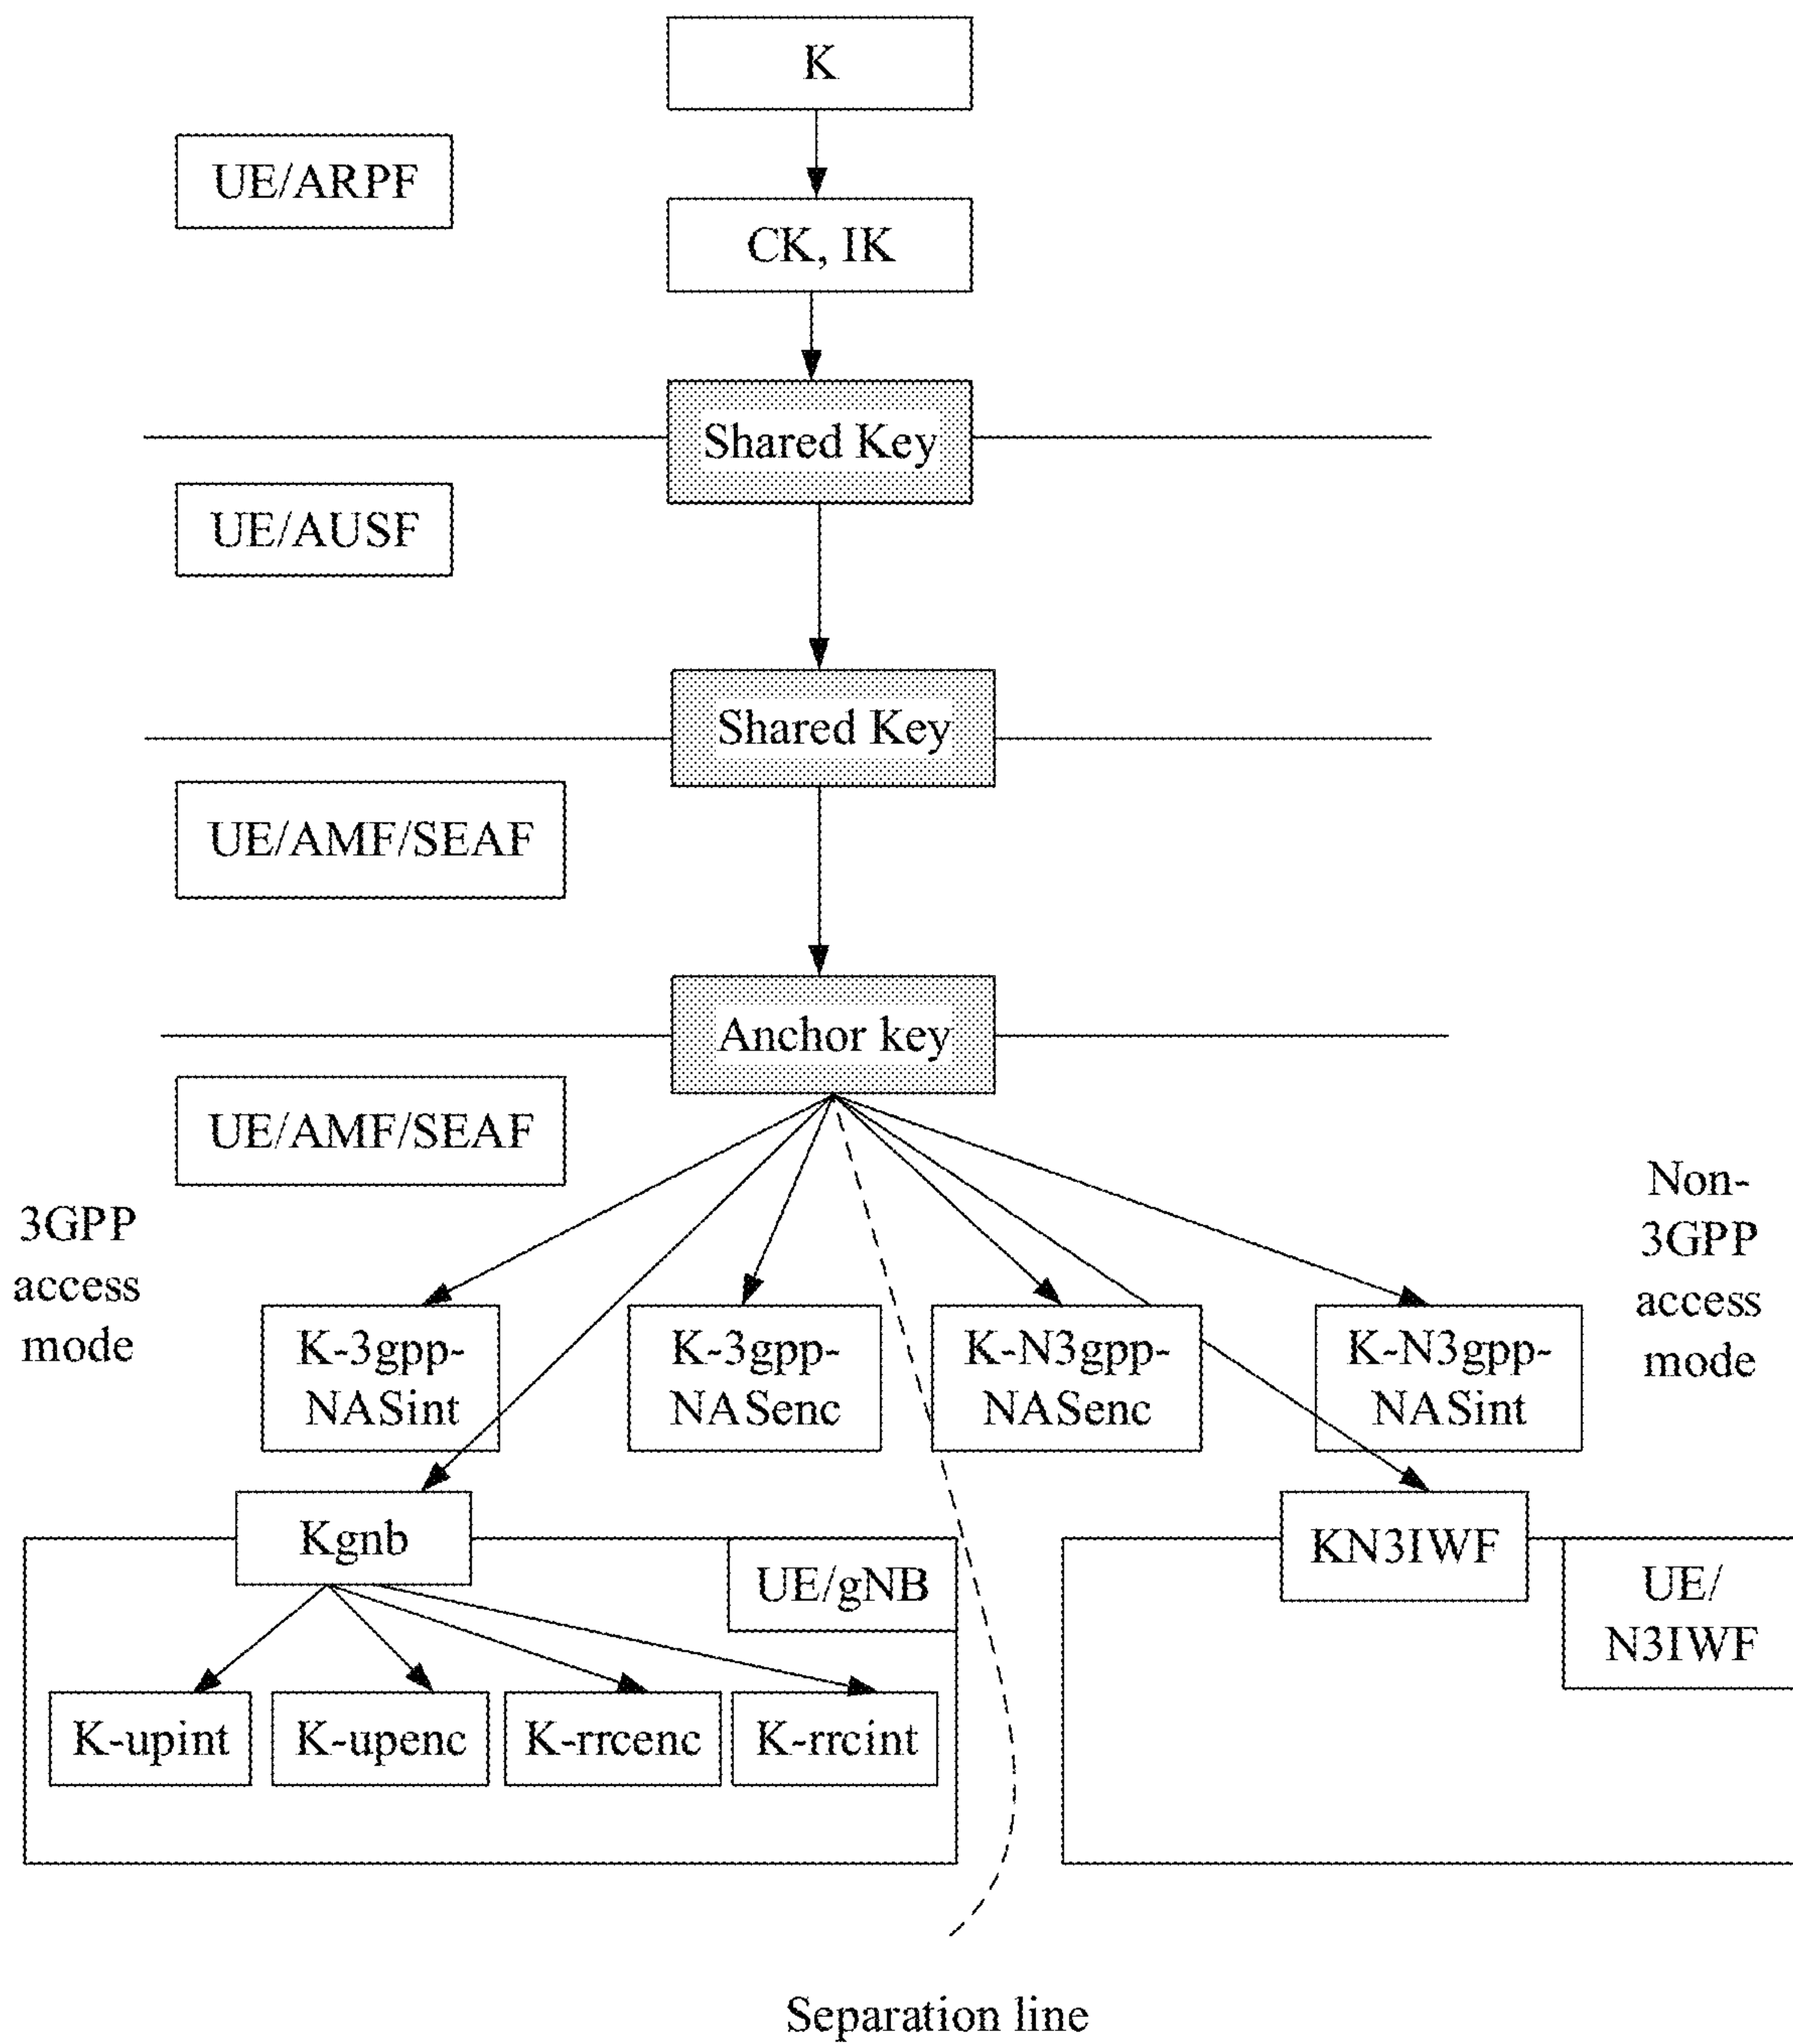 K
UE/ARPF
CK, IK
Shared Key
UE/AUSF
Shared Key
UE/AMF/SEAF
Anchor key
UE/AMF/SEAF
3GPP
access
mode
Non-
3GPP
access
mode
K-3gpp-
NASint
K-3gpp-
NASenc
K-N3gpp-
NASenc
K-N3gpp-
NASint
Kgnb
UE/gNB
KN3IWF
UE/
N3IWF
K-upint
K-upenc
K-rrcenc
K-rrcint
Separation line